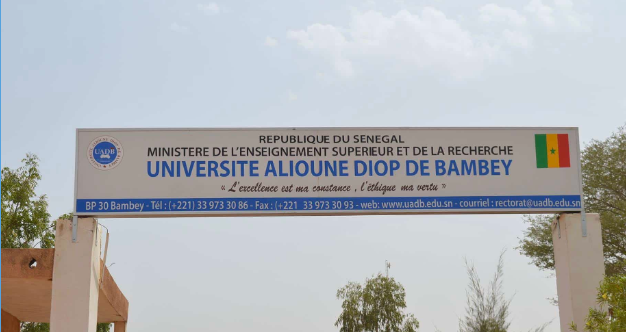 UADB
REPUBLIQUE DU SENEGAL
MINISTERE DE L'ENSEIGNEMENT SUPERIEUR ET DE LA RECHERCHE
UNIVERSITE ALIOUNE DIOP DE BAMBEY
« L'excellence est ma constance , l'éthique ma vertu »
BP 30 Bambey - Tél : (+221) 33 973 30 86 - Fax : (+221 33 973 30 93 - web: www.uadb.edu.sn - courriel : rectorat@uadb.edu.sn